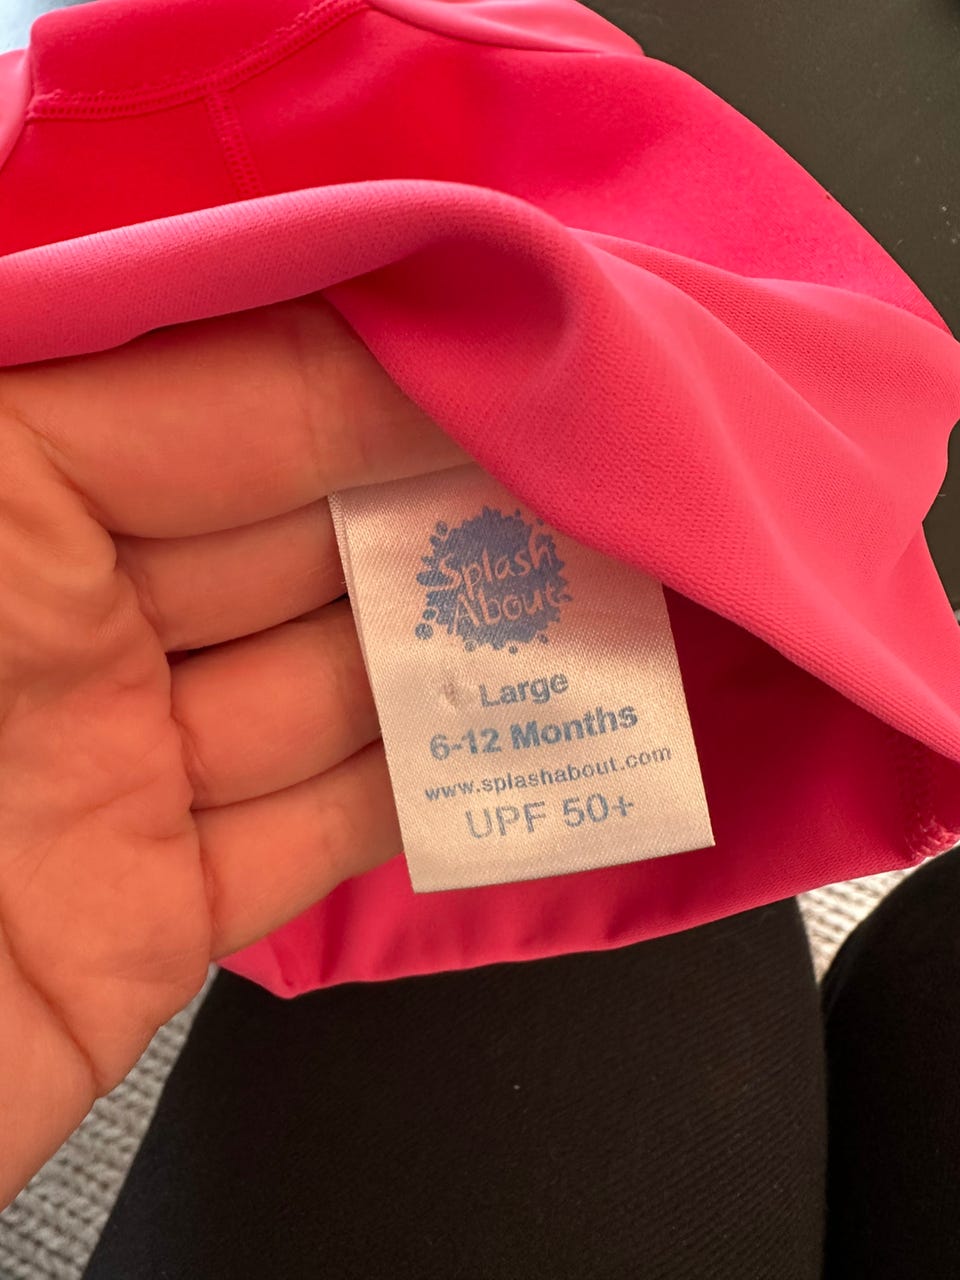 Splash
About
Large
6-12 Months
www.splashabout.com
UPF 50+